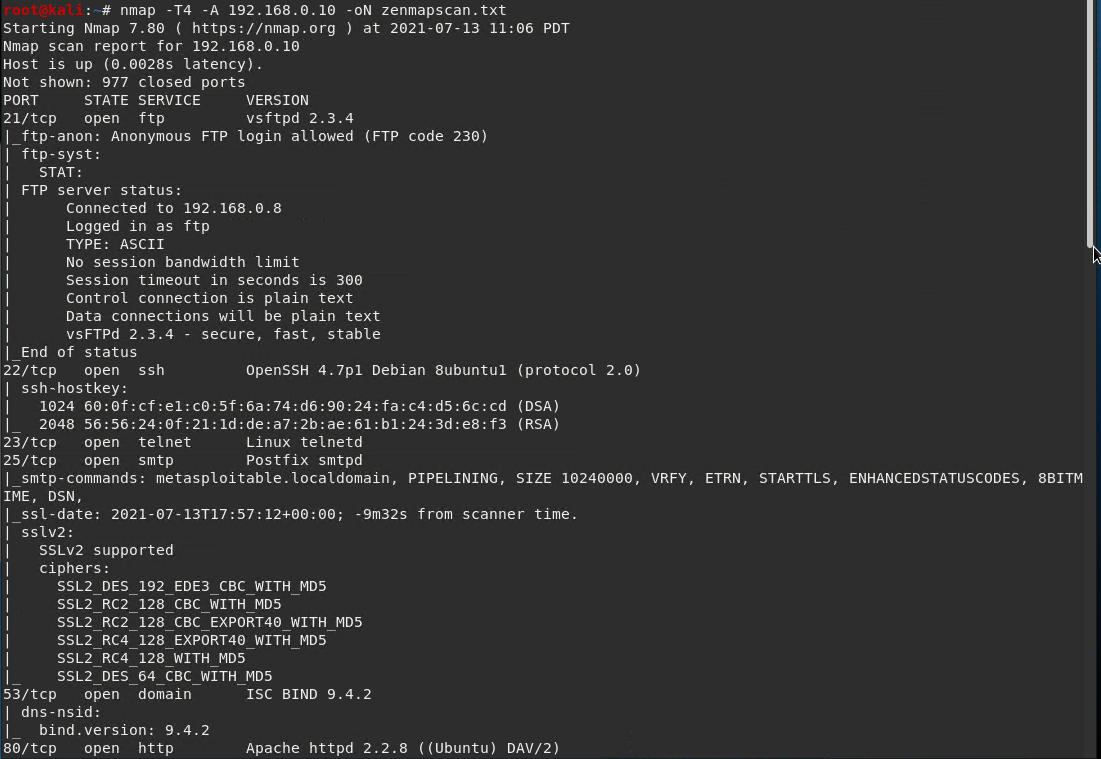 root@kali:~# nmap -T4 -A 192.168.0.10 -oN zenmapscan.txt
Starting Nmap 7.80 ( https://nmap.org ) at 2021-07-13 11:06 PDT
Nmap scan report for 192.168.0.10
Host is up (0.0028s latency).
Not shown: 977 closed ports
PORT     STATE SERVICE     VERSION
21/tcp   open  ftp         vsftpd 2.3.4
|_ftp-anon: Anonymous FTP login allowed (FTP code 230)
| ftp-syst:
|   STAT:
| FTP server status:
|      Connected to 192.168.0.8
|      Logged in as ftp
|      TYPE: ASCII
|      No session bandwidth limit
|      Session timeout in seconds is 300
|      Control connection is plain text
|      Data connections will be plain text
|      vsFTPd 2.3.4 - secure, fast, stable
|_End of status
22/tcp   open  ssh         OpenSSH 4.7p1 Debian 8ubuntu1 (protocol 2.0)
| ssh-hostkey:
|   1024 60:0f:cf:e1:c0:5f:6a:74:d6:90:24:fa:c4:d5:6c:cd (DSA)
|_  2048 56:56:24:0f:21:1d:de:a7:2b:ae:61:b1:24:3d:e8:f3 (RSA)
23/tcp   open  telnet      Linux telnetd
25/tcp   open  smtp        Postfix smtpd
|_smtp-commands: metasploitable.localdomain, PIPELINING, SIZE 10240000, VRFY, ETRN, STARTTLS, ENHANCEDSTATUSCODES, 8BITM
IME, DSN,
|_ssl-date: 2021-07-13T17:57:12+00:00; -9m32s from scanner time.
| sslv2:
|   SSLv2 supported
|   ciphers:
|     SSL2_DES_192_EDE3_CBC_WITH_MD5
|     SSL2_RC2_128_CBC_WITH_MD5
|     SSL2_RC2_128_CBC_EXPORT40_WITH_MD5
|     SSL2_RC4_128_EXPORT40_WITH_MD5
|     SSL2_RC4_128_WITH_MD5
|_    SSL2_DES_64_CBC_WITH_MD5
53/tcp   open  domain      ISC BIND 9.4.2
| dns-nsid:
|_  bind.version: 9.4.2
80/tcp   open  http        Apache httpd 2.2.8 ((Ubuntu) DAV/2)